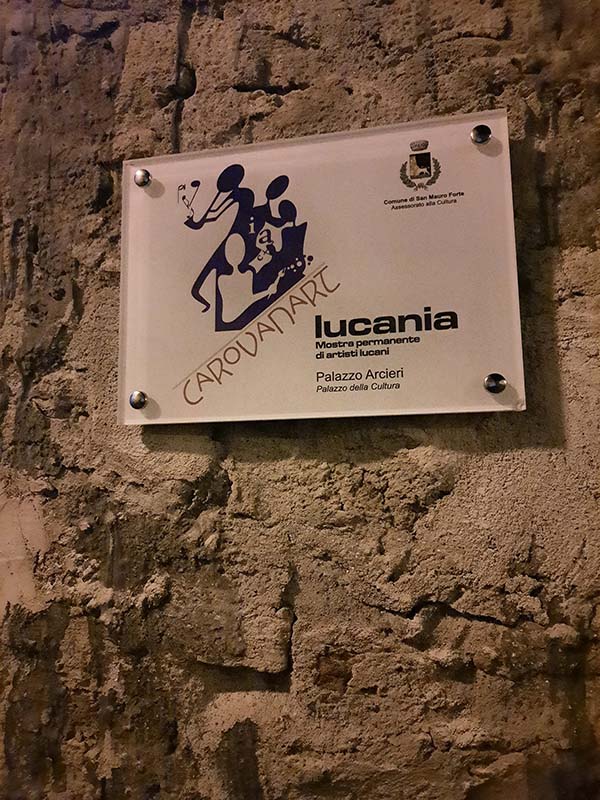 Comune di San Mauro Forte
Assessorato alla Cultura
ia
CAROVANART
lucania
Mostra permanente
di artisti lucani
Palazzo Arcieri
Palazzo della Cultura